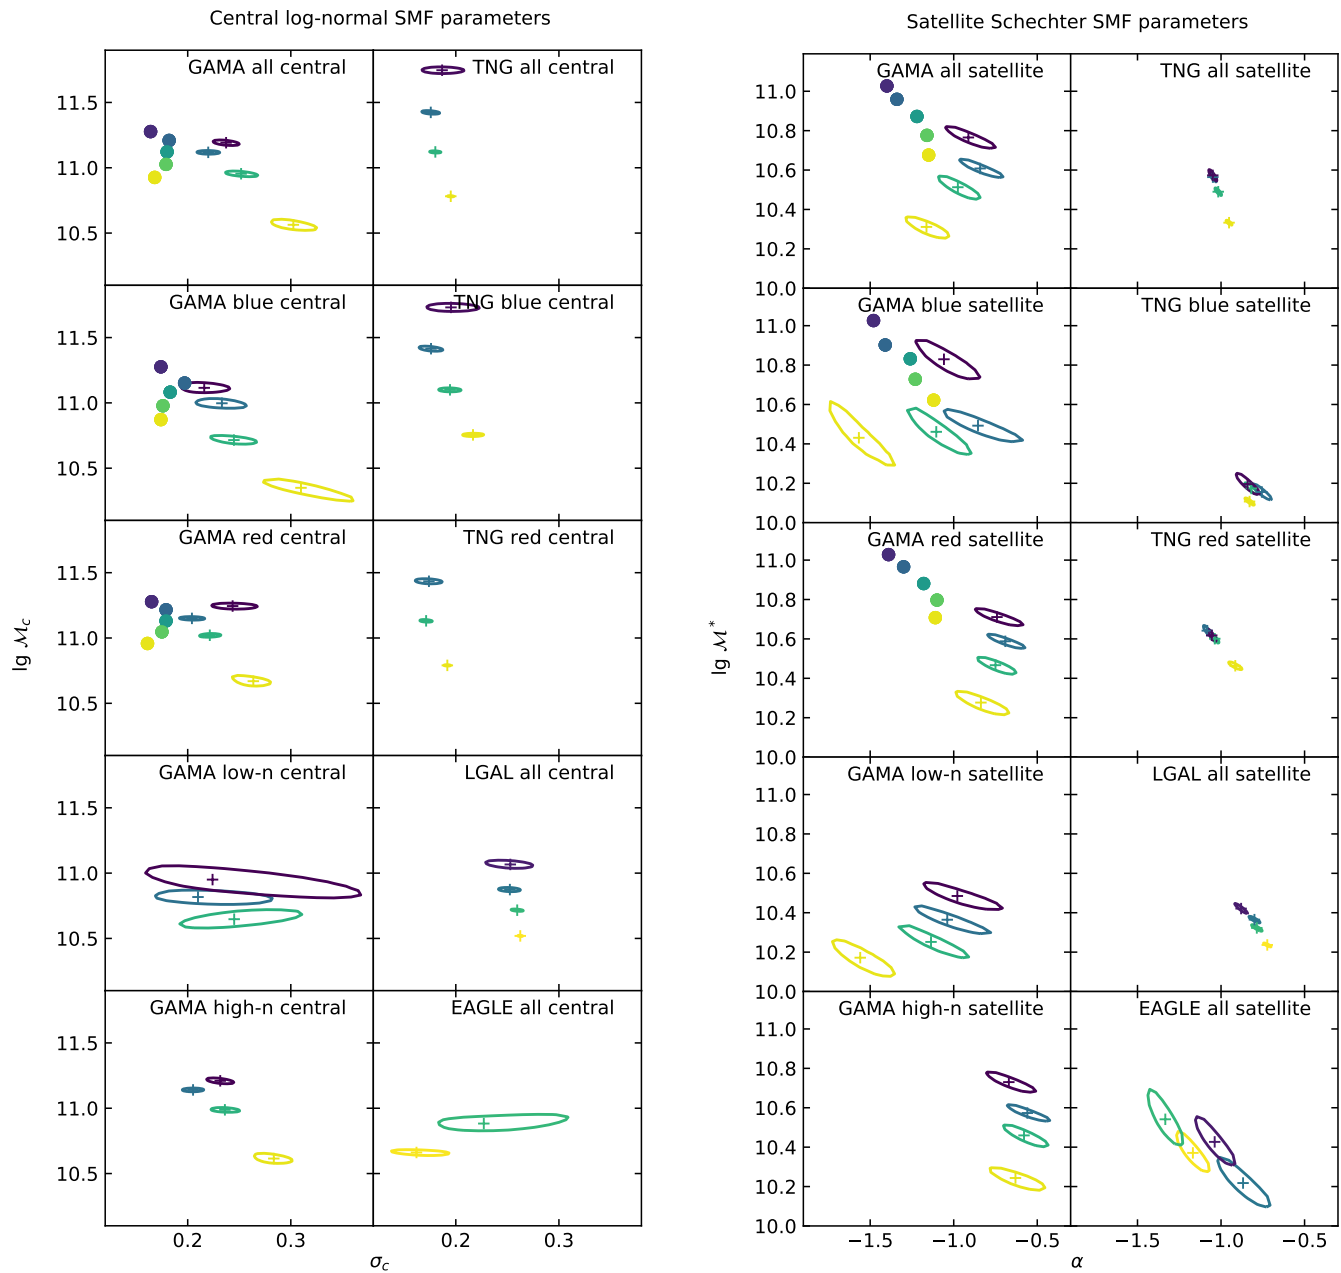 Central log-normal SMF parameters
Satellite Schechter SMF parameters
GAMA all central
TNG all central
11.5
11.0
10.5
GAMA blue central
TNG blue central
11.5
11.0
10.5
GAMA red central
TNG red central
11.5
11.0
10.5
GAMA low-n central
LGAL all central
11.5
11.0
10.5
GAMA high-n central
EAGLE all central
11.5
11.0
10.5
0.2 0.3 0.2 0.3
σc
lg ℳc
GAMA all satellite
TNG all satellite
11.0
10.8
10.6
10.4
10.2
10.0
GAMA blue satellite
TNG blue satellite
11.0
10.8
10.6
10.4
10.2
10.0
GAMA red satellite
TNG red satellite
11.0
10.8
10.6
10.4
10.2
10.0
GAMA low-n satellite
LGAL all satellite
11.0
10.8
10.6
10.4
10.2
10.0
GAMA high-n satellite
EAGLE all satellite
11.0
10.8
10.6
10.4
10.2
10.0
−1.5 −1.0 −0.5 −1.5 −1.0 −0.5
α
lg ℳ*